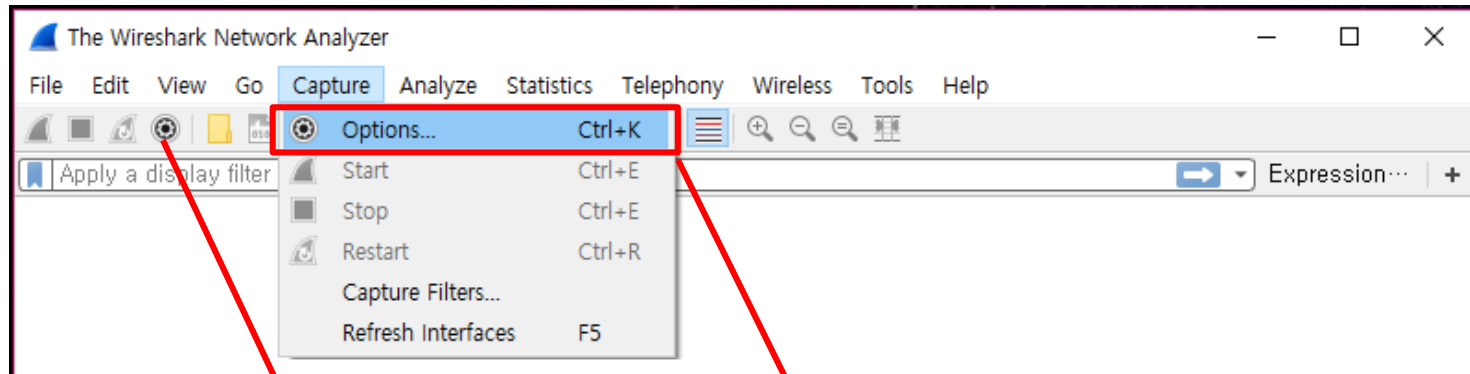 The Wireshark Network Analyzer
File Edit View Go Capture Analyze Statistics Telephony Wireless Tools Help
Options... Ctrl+K
Apply a display filter Expression…
Start Ctrl+E
Stop Ctrl+E
Restart Ctrl+R
Capture Filters...
Refresh Interfaces F5